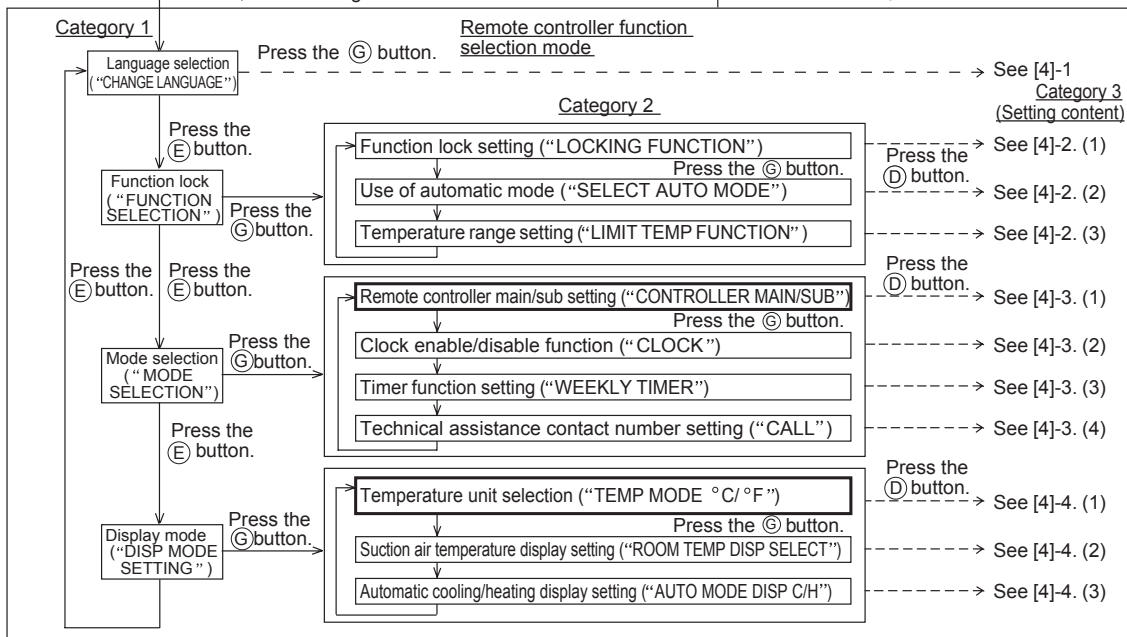 Category 1
Remote controller function
selection mode
Press the Ⓖ button.
Language selection
(“CHANGE LANGUAGE”)
See [4]-1
Category 3
(Setting content)
Category 2
Press the
Ⓔ button.
Function lock setting (“LOCKING FUNCTION”)
See [4]-2. (1)
Press the Ⓖ button.
Press the
Ⓓ button.
Function lock
(“FUNCTION
SELECTION”)
Press the
Ⓖ button.
Use of automatic mode (“SELECT AUTO MODE”)
See [4]-2. (2)
Temperature range setting (“LIMIT TEMP FUNCTION”)
See [4]-2. (3)
Press the
Ⓔ button.
Press the
Ⓔ button.
Press the
Ⓓ button.
Remote controller main/sub setting (“CONTROLLER MAIN/SUB”)
See [4]-3. (1)
Press the Ⓖ button.
Mode selection
(“MODE
SELECTION”)
Press the
Ⓖ button.
Clock enable/disable function (“CLOCK”)
See [4]-3. (2)
Timer function setting (“WEEKLY TIMER”)
See [4]-3. (3)
Technical assistance contact number setting (“CALL”)
See [4]-3. (4)
Press the
Ⓔ button.
Press the
Ⓓ button.
Temperature unit selection (“TEMP MODE °C/°F”)
See [4]-4. (1)
Press the Ⓖ button.
Display mode
(“DISP MODE
SETTING”)
Press the
Ⓖ button.
Suction air temperature display setting (“ROOM TEMP DISP SELECT”)
See [4]-4. (2)
Automatic cooling/heating display setting (“AUTO MODE DISP C/H”)
See [4]-4. (3)